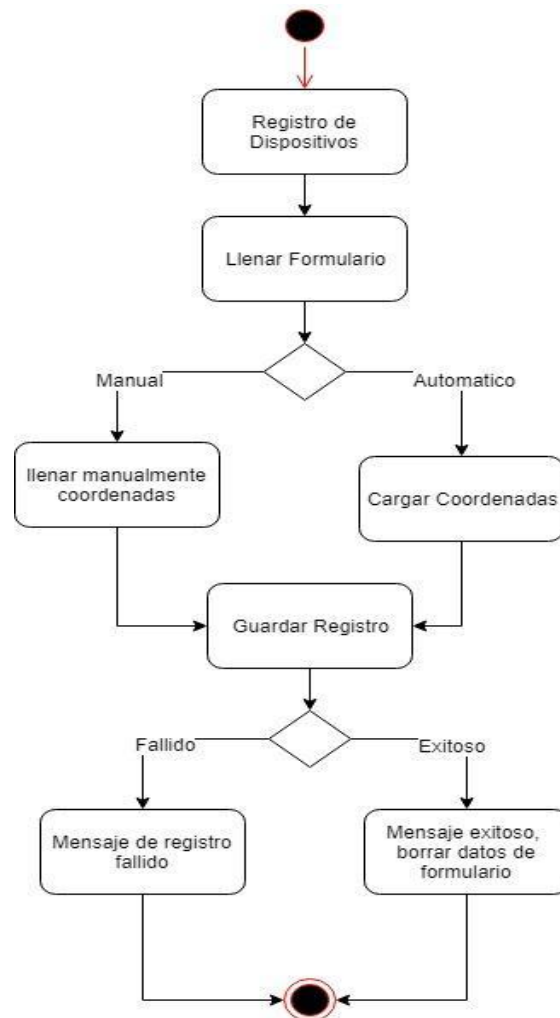 Registro de
Dispositivos
Llenar Formulario
Manual
Automatico
llenar manualmente
coordenadas
Cargar Coordenadas
Guardar Registro
Fallido
Exitoso
Mensaje de registro
fallido
Mensaje exitoso,
borrar datos de
formulario